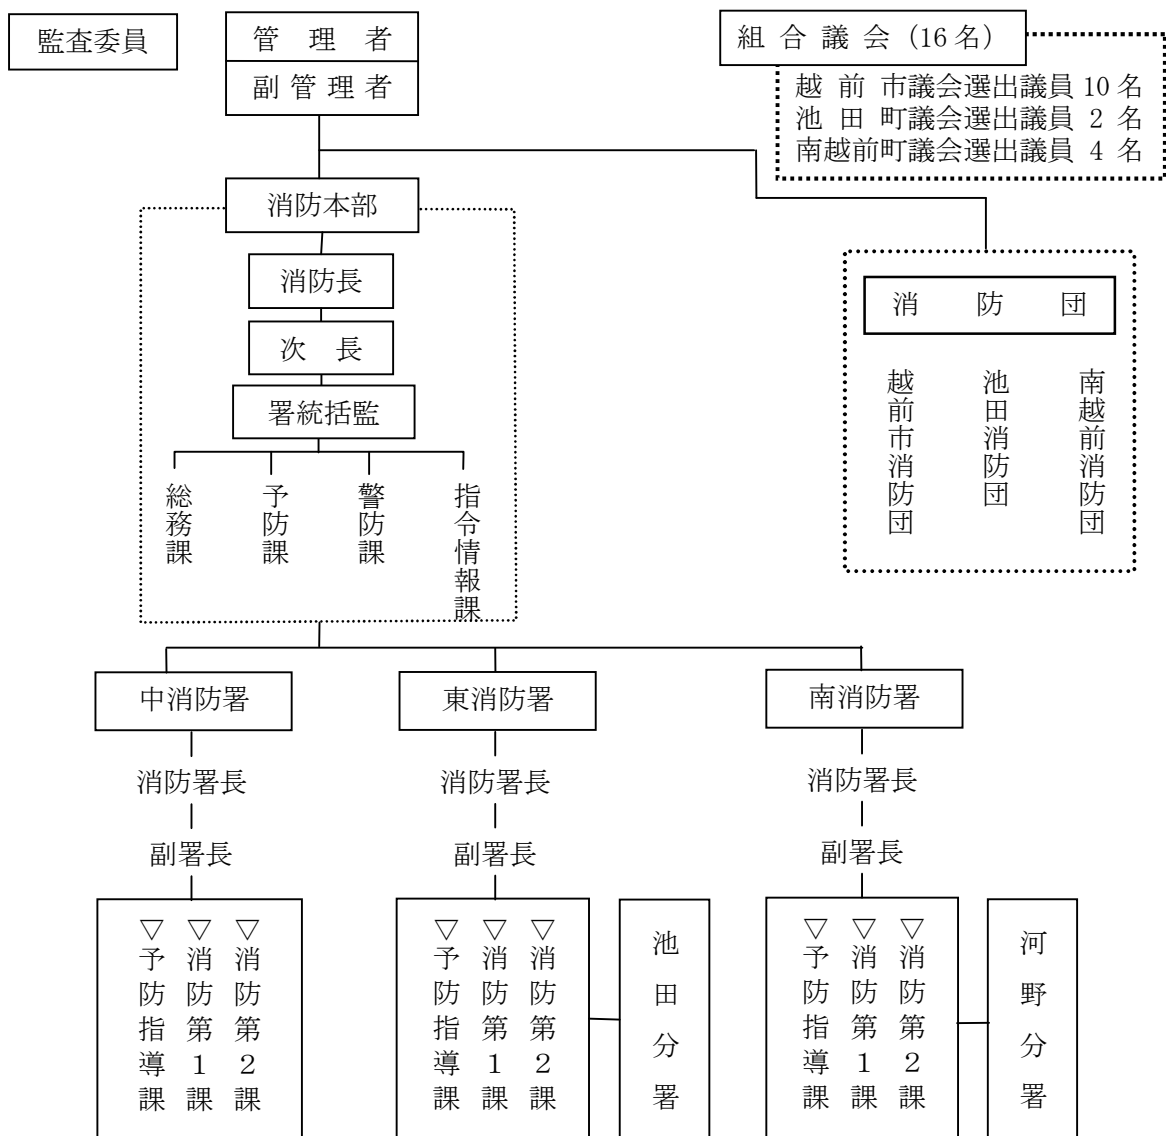 監査委員
管理者
副管理者
組合議会（16名）
越前市議会選出議員 10 名
池田町議会選出議員 2 名
南越前町議会選出議員 4 名
消防本部
消防長
次長
署統括監
総務課
予防課
警防課
指令情報課
消防団
越前市消防団
池田消防団
南越前消防団
中消防署
消防署長
副署長
▽予防指導課
▽消防第１課
▽消防第２課
東消防署
消防署長
副署長
▽予防指導課
▽消防第１課
▽消防第２課
池田分署
南消防署
消防署長
副署長
▽予防指導課
▽消防第１課
▽消防第２課
河野分署